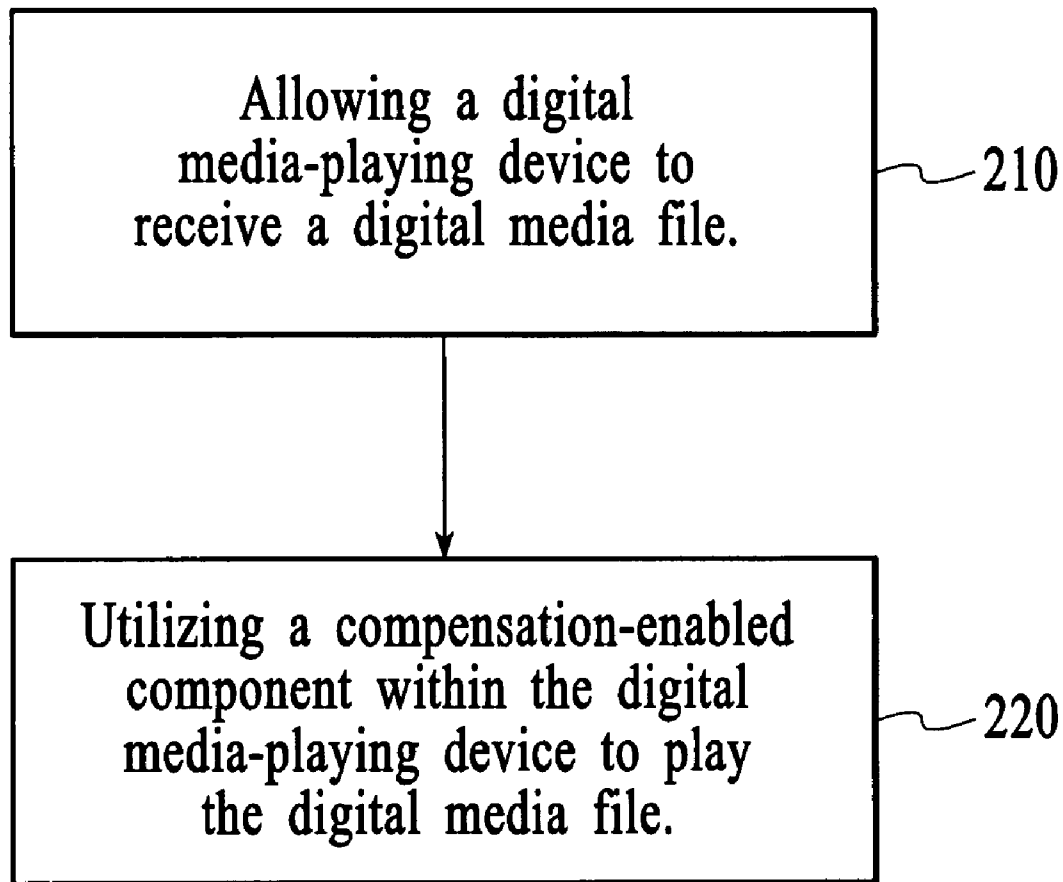 Allowing a digital
media-playing device to
receive a digital media file.
210
Utilizing a compensation-enabled
component within the digital
media-playing device to play
the digital media file.
220